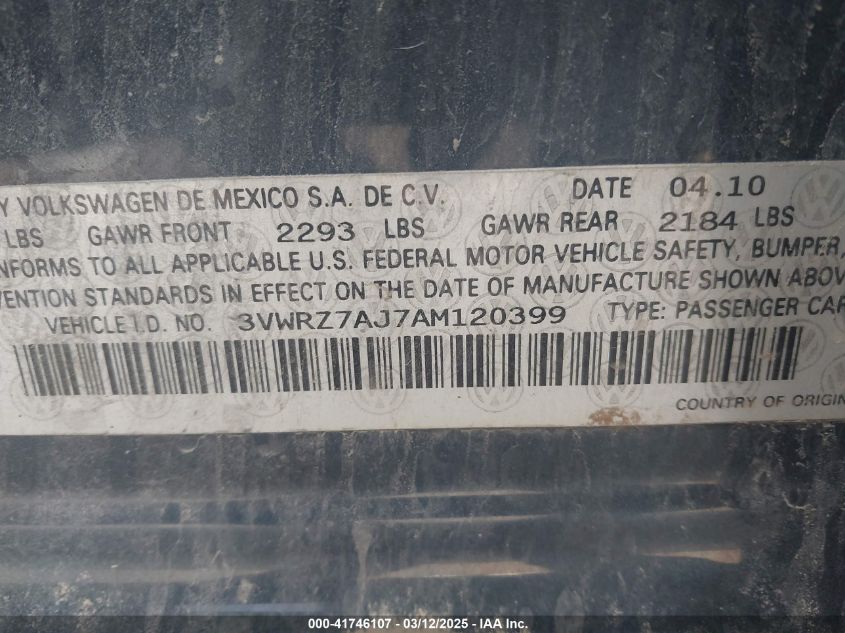 Y VOLKSWAGEN DE MEXICO S.A. DE C.V. DATE 04.10
LBS GAWR FRONT 2293 LBS GAWR REAR 2184 LBS
NFORMS TO ALL APPLICABLE U.S. FEDERAL MOTOR VEHICLE SAFETY, BUMPER,
VENTION STANDARDS IN EFFECT ON THE DATE OF MANUFACTURE SHOWN ABOV
VEHICLE I.D. NO. 3VWRZ7AJ7AM120399 TYPE: PASSENGER CAR
COUNTRY OF ORIGIN
000-41746107 - 03/12/2025 - IAA Inc.